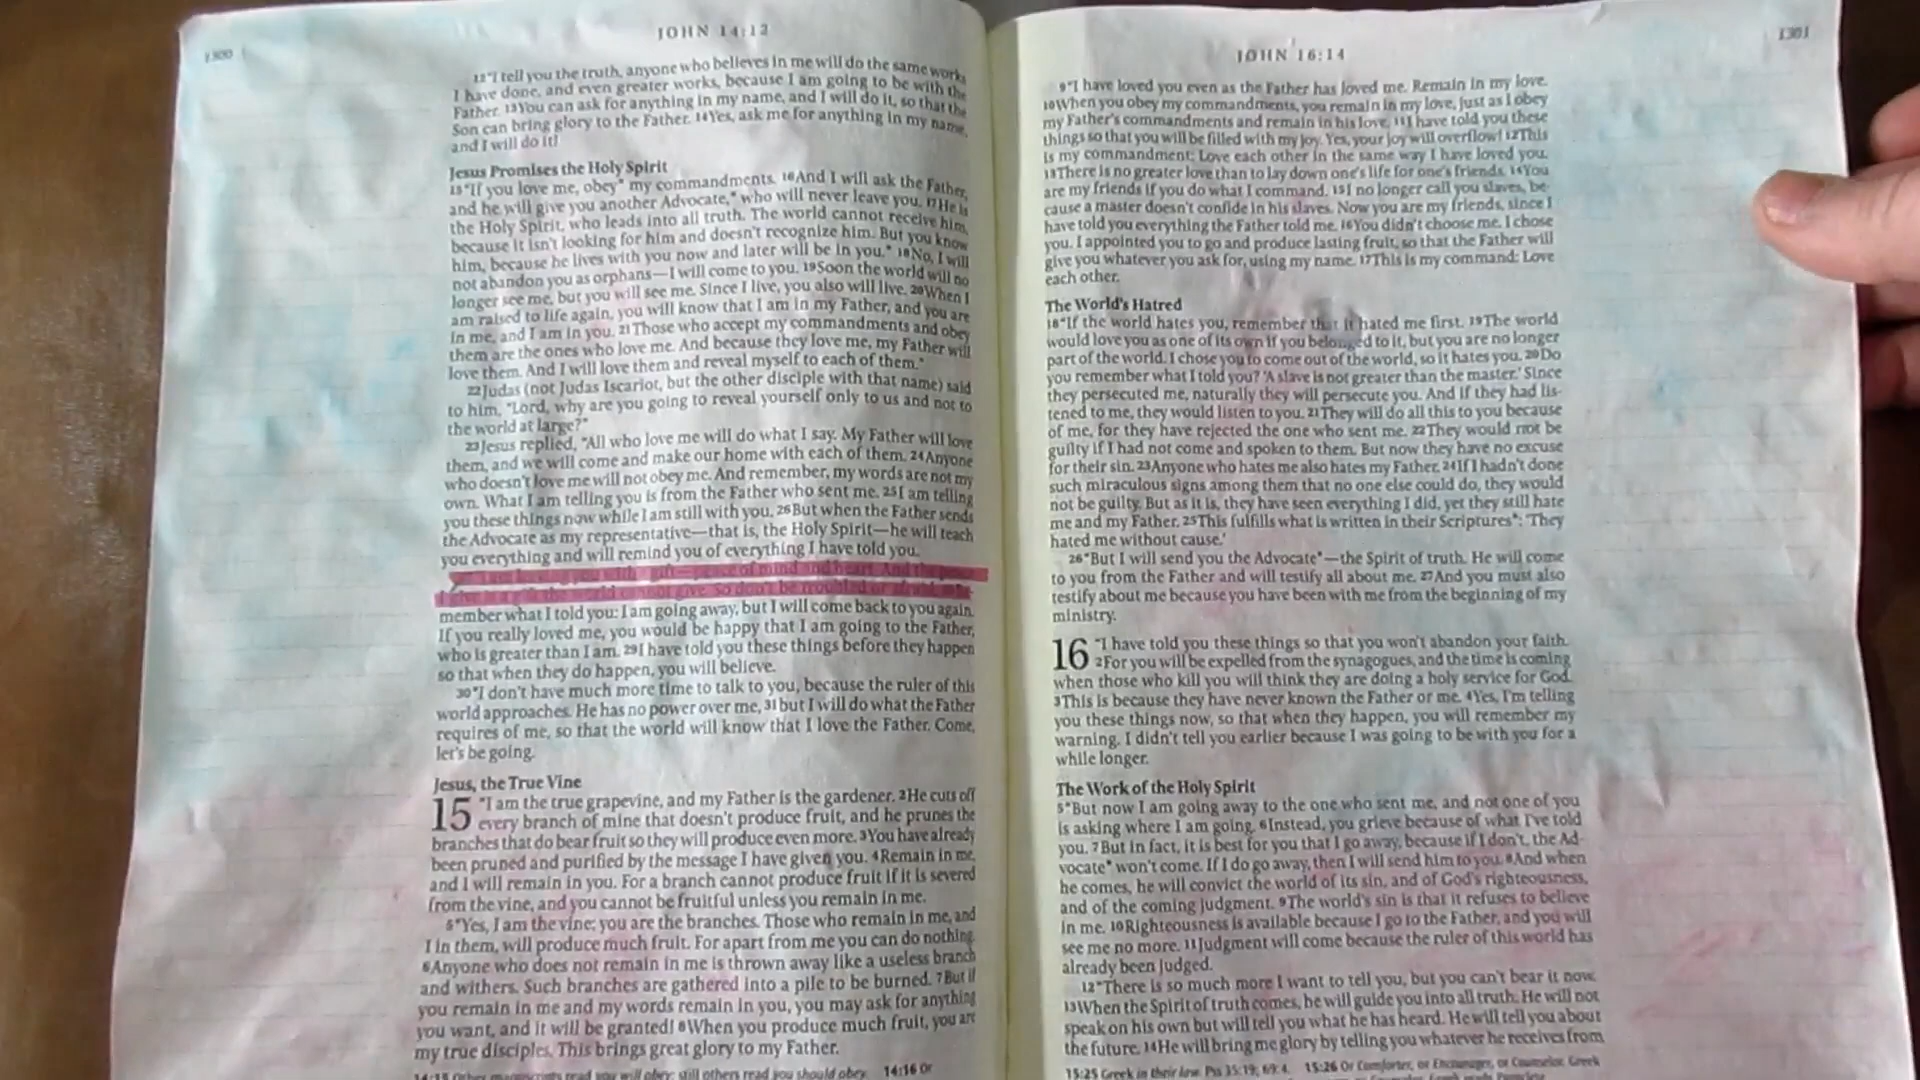 1300
JOHN 14:12
12"I tell you the truth, anyone who believes in me will do the same works
I have done, and even greater works, because I am going to be with the
Father. 13You can ask for anything in my name, and I will do it, so that the
Son can bring glory to the Father. 14Yes, ask me for anything in my name,
and I will do it!
Jesus Promises the Holy Spirit
15"If you love me, obey* my commandments. 16And I will ask the Father,
and he will give you another Advocate,* who will never leave you. 17He is
the Holy Spirit, who leads into all truth. The world cannot receive him,
because it isn't looking for him and doesn't recognize him. But you know
him, because he lives with you now and later will be in you.* 18No, I will
not abandon you as orphans—I will come to you. 19Soon the world will no
longer see me, but you will see me. Since I live, you also will live. 20When I
am raised to life again, you will know that I am in my Father, and you are
in me, and I am in you. 21Those who accept my commandments and obey
them are the ones who love me. And because they love me, my Father will
love them. And I will love them and reveal myself to each of them."
22Judas (not Judas Iscariot, but the other disciple with that name) said
to him, "Lord, why are you going to reveal yourself only to us and not to
the world at large?"
23Jesus replied, "All who love me will do what I say. My Father will love
them, and we will come and make our home with each of them. 24Anyone
who doesn't love me will not obey me. And remember, my words are not my
own. What I am telling you is from the Father who sent me. 25I am telling
you these things now while I am still with you. 26But when the Father sends
the Advocate as my representative—that is, the Holy Spirit—he will teach
you everything and will remind you of everything I have told you.
gift—peace of mind and heart. And the peace
I give is a gift the world cannot give. So don't be troubled or afraid.
member what I told you: I am going away, but I will come back to you again.
If you really loved me, you would be happy that I am going to the Father,
who is greater than I am. 29I have told you these things before they happen
so that when they do happen, you will believe.
30"I don't have much more time to talk to you, because the ruler of this
world approaches. He has no power over me, 31but I will do what the Father
requires of me, so that the world will know that I love the Father. Come,
let's be going.
Jesus, the True Vine
15 "I am the true grapevine, and my Father is the gardener. 2He cuts off
every branch of mine that doesn't produce fruit, and he prunes the
branches that do bear fruit so they will produce even more. 3You have already
been pruned and purified by the message I have given you. 4Remain in me,
and I will remain in you. For a branch cannot produce fruit if it is severed
from the vine, and you cannot be fruitful unless you remain in me.
5"Yes, I am the vine; you are the branches. Those who remain in me, and
I in them, will produce much fruit. For apart from me you can do nothing.
6Anyone who does not remain in me is thrown away like a useless branch
and withers. Such branches are gathered into a pile to be burned. 7But if
you remain in me and my words remain in you, you may ask for anything
you want, and it will be granted! 8When you produce much fruit, you are
my true disciples. This brings great glory to my Father.
14:15 Other manuscripts read you will obey; still others read you should obey. 14:16 Or
1301
JOHN 16:14
9"I have loved you even as the Father has loved me. Remain in my love.
10When you obey my commandments, you remain in my love, just as I obey
my Father's commandments and remain in his love. 11I have told you these
things so that you will be filled with my joy. Yes, your joy will overflow! 12This
is my commandment: Love each other in the same way I have loved you.
13There is no greater love than to lay down one's life for one's friends. 14You
are my friends if you do what I command. 15I no longer call you slaves, be-
cause a master doesn't confide in his slaves. Now you are my friends, since I
have told you everything the Father told me. 16You didn't choose me. I chose
you. I appointed you to go and produce lasting fruit, so that the Father will
give you whatever you ask for, using my name. 17This is my command: Love
each other.
The World's Hatred
18"If the world hates you, remember that it hated me first. 19The world
would love you as one of its own if you belonged to it, but you are no longer
part of the world. I chose you to come out of the world, so it hates you. 20Do
you remember what I told you? 'A slave is not greater than the master.' Since
they persecuted me, naturally they will persecute you. And if they had lis-
tened to me, they would listen to you. 21They will do all this to you because
of me, for they have rejected the one who sent me. 22They would not be
guilty if I had not come and spoken to them. But now they have no excuse
for their sin. 23Anyone who hates me also hates my Father. 24If I hadn't done
such miraculous signs among them that no one else could do, they would
not be guilty. But as it is, they have seen everything I did, yet they still hate
me and my Father. 25This fulfills what is written in their Scriptures*: 'They
hated me without cause.'
26"But I will send you the Advocate*—the Spirit of truth. He will come
to you from the Father and will testify all about me. 27And you must also
testify about me because you have been with me from the beginning of my
ministry.
16 "I have told you these things so that you won't abandon your faith.
2For you will be expelled from the synagogues, and the time is coming
when those who kill you will think they are doing a holy service for God.
3This is because they have never known the Father or me. 4Yes, I'm telling
you these things now, so that when they happen, you will remember my
warning. I didn't tell you earlier because I was going to be with you for a
while longer.
The Work of the Holy Spirit
5"But now I am going away to the one who sent me, and not one of you
is asking where I am going. 6Instead, you grieve because of what I've told
you. 7But in fact, it is best for you that I go away, because if I don't, the Ad-
vocate* won't come. If I do go away, then I will send him to you. 8And when
he comes, he will convict the world of its sin, and of God's righteousness,
and of the coming judgment. 9The world's sin is that it refuses to believe
in me. 10Righteousness is available because I go to the Father, and you will
see me no more. 11Judgment will come because the ruler of this world has
already been judged.
12"There is so much more I want to tell you, but you can't bear it now.
13When the Spirit of truth comes, he will guide you into all truth. He will not
speak on his own but will tell you what he has heard. He will tell you about
the future. 14He will bring me glory by telling you whatever he receives from
15:25 Greek in their law. Pss 35:19; 69:4. 15:26 Or Comforter, or Encourager, or Counselor. Greek